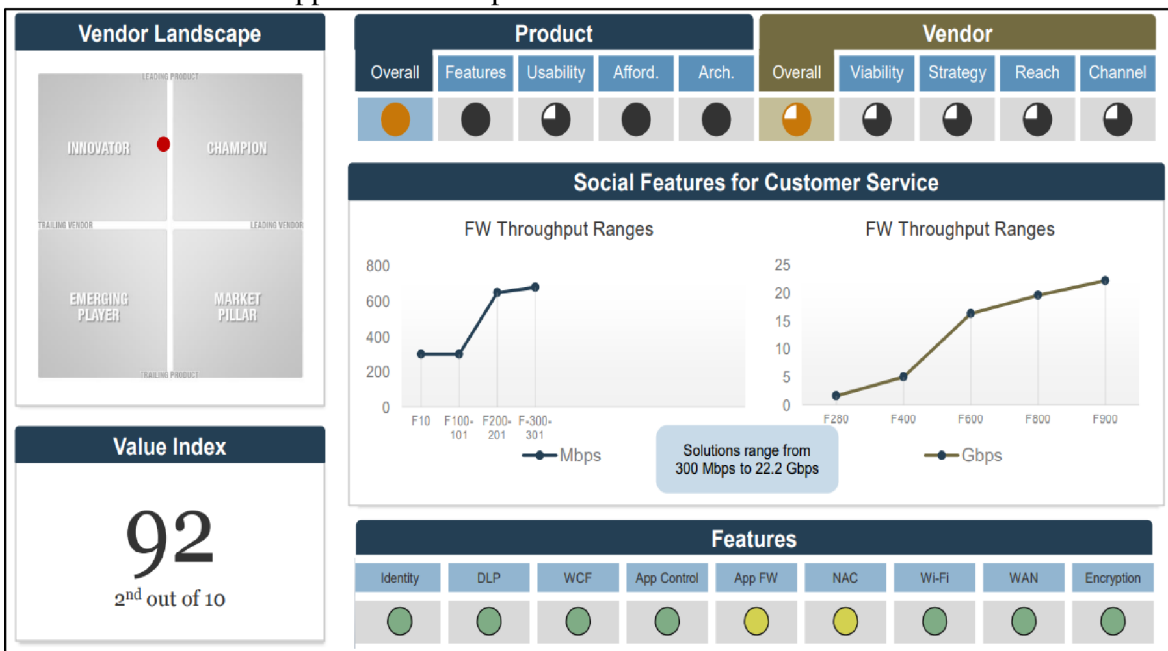 Vendor Landscape
LEADING PRODUCT
INNOVATOR
CHAMPION
TRAILING VENDOR
LEADING VENDOR
EMERGING
PLAYER
MARKET
PILLAR
TRAILING PRODUCT
Value Index
92
2nd out of 10
Product
Vendor
Overall Features Usability Afford. Arch. Overall Viability Strategy Reach Channel
Social Features for Customer Service
FW Throughput Ranges
800
600
400
200
0
F10 F100-101 F200-201 F-300-301
Mbps
FW Throughput Ranges
25
20
15
10
5
0
F280 F400 F600 F800 F900
Gbps
Solutions range from
300 Mbps to 22.2 Gbps
Features
Identity DLP WCF App Control App FW NAC Wi-Fi WAN Encryption